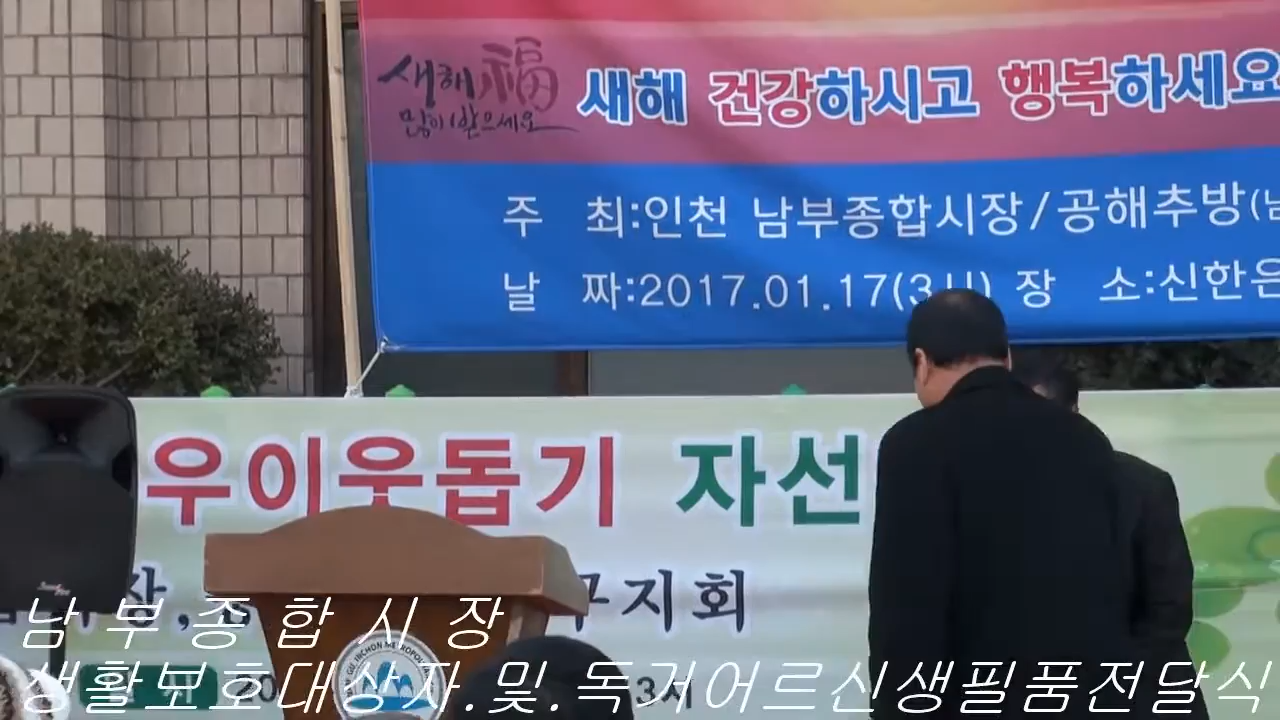 새해 福
많이 받으세요
새해 건강하시고 행복하세요
주 최:인천 남부종합시장/공해추방
날 짜:2017.01.17(3시) 장 소:신한은
우이웃돕기 자선
구지회
남부종합시장
생활보호대상자.및.독거어르신생필품전달식
3시